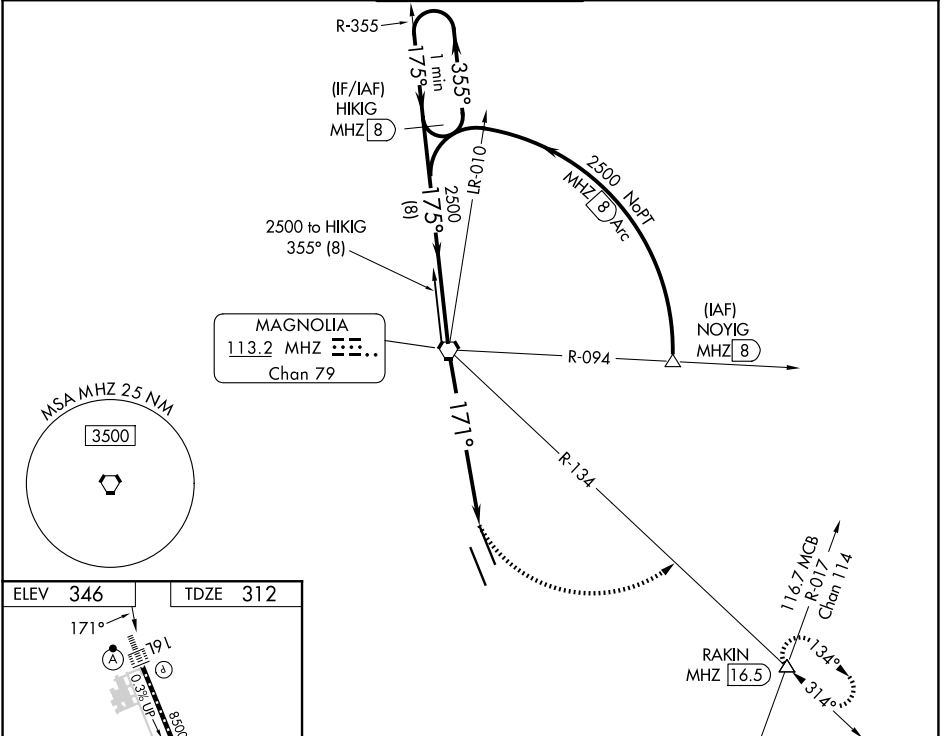 R-355
175°
1 min
355°
(IF/IAF)
HIKIG
MHZ 8
LR-010
2500 NoPT
MHZ 8 Arc
2500
175°
(8)
2500 to HIKIG
355° (8)
MAGNOLIA
113.2 MHZ
Chan 79
(IAF)
NOYIG
MHZ 8
R-094
MSA MHZ 25 NM
3500
171°
R-134
116.7 MCB
R-017
Chan 114
RAKIN
MHZ 16.5
134°
314°
ELEV 346
TDZE 312
171°
A
16L
P
0.3% UP
8500